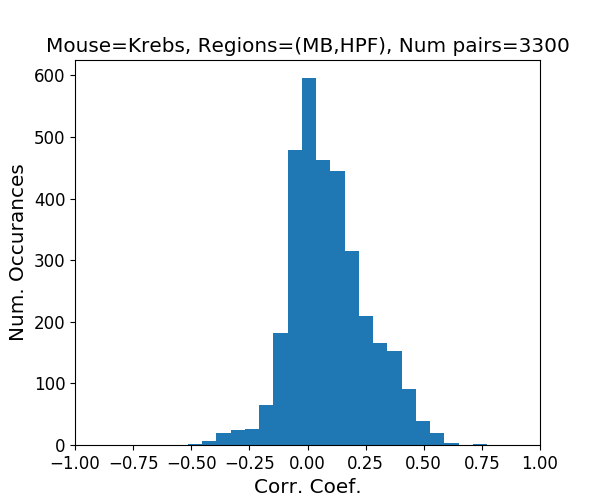 Mouse=Krebs, Regions=(MB,HPF), Num pairs=3300
600
500
400
300
200
100
0
Num. Occurances
−1.00 −0.75 −0.50 −0.25 0.00 0.25 0.50 0.75 1.00
Corr. Coef.